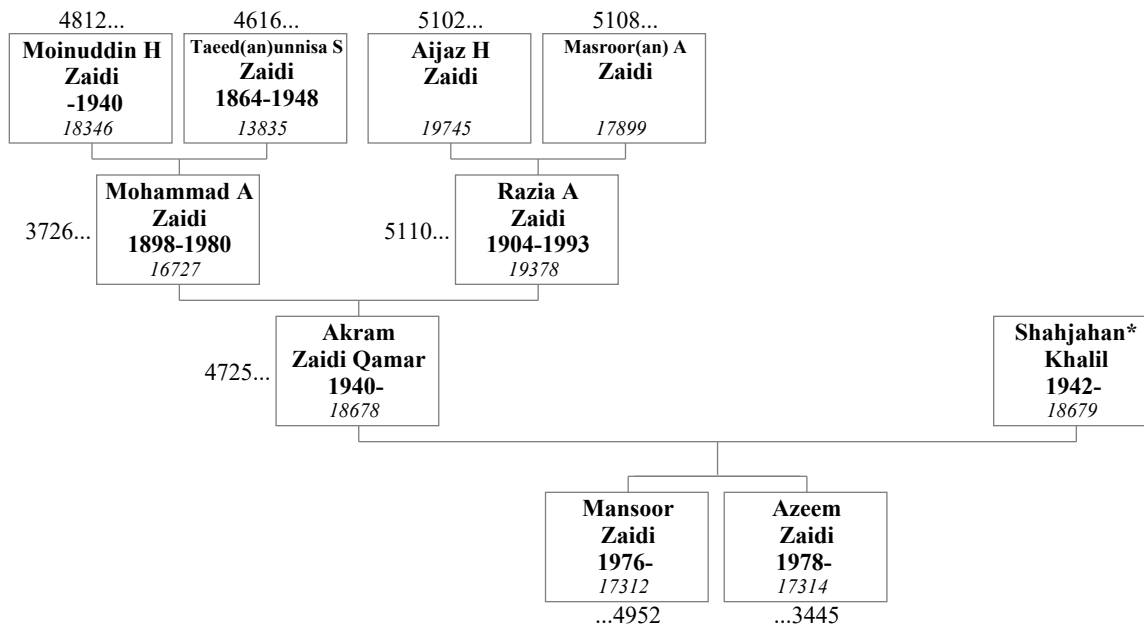 4812...
4616...
5102...
5108...
Moinuddin H
Zaidi
-1940
18346
Taeed(an)unnisa S
Zaidi
1864-1948
13835
Aijaz H
Zaidi
19745
Masroor(an) A
Zaidi
17899
3726...
Mohammad A
Zaidi
1898-1980
16727
5110...
Razia A
Zaidi
1904-1993
19378
4725...
Akram
Zaidi Qamar
1940-
18678
Shahjahan*
Khalil
1942-
18679
Mansoor
Zaidi
1976-
17312
...4952
Azeem
Zaidi
1978-
17314
...3445